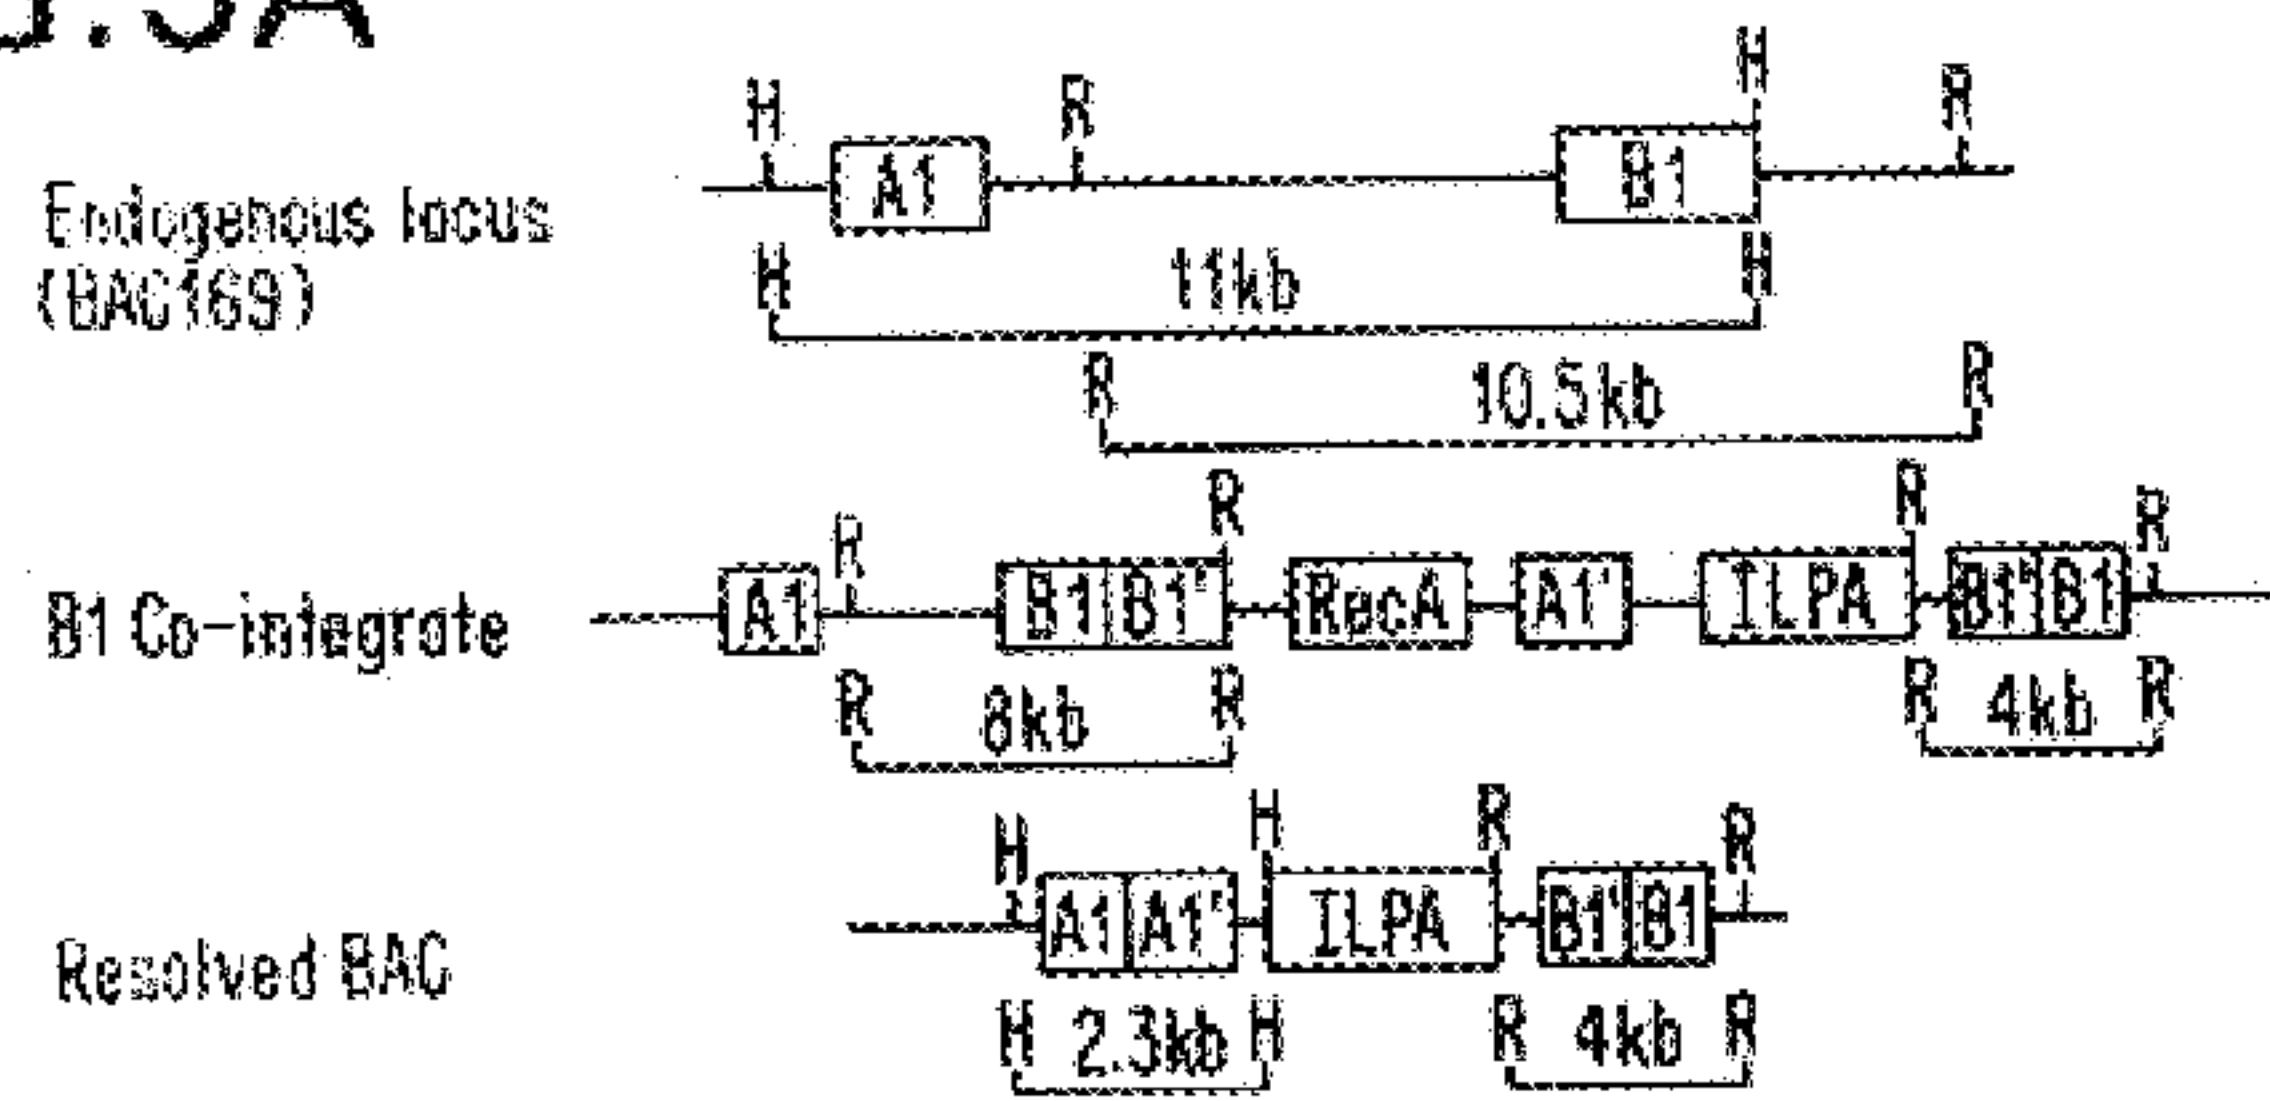 H R H R
A1 B1
Endogenous locus
(BAC169)
H 11kb H
R 10.5kb R
R R R R
B1 Co-integrate A1 B1 B1' RecA A1' ILPA B1' B1
R 8kb R R 4kb R
H H R R
Resolved BAC A1 A1' ILPA B1' B1
H 2.3kb H R 4kb R